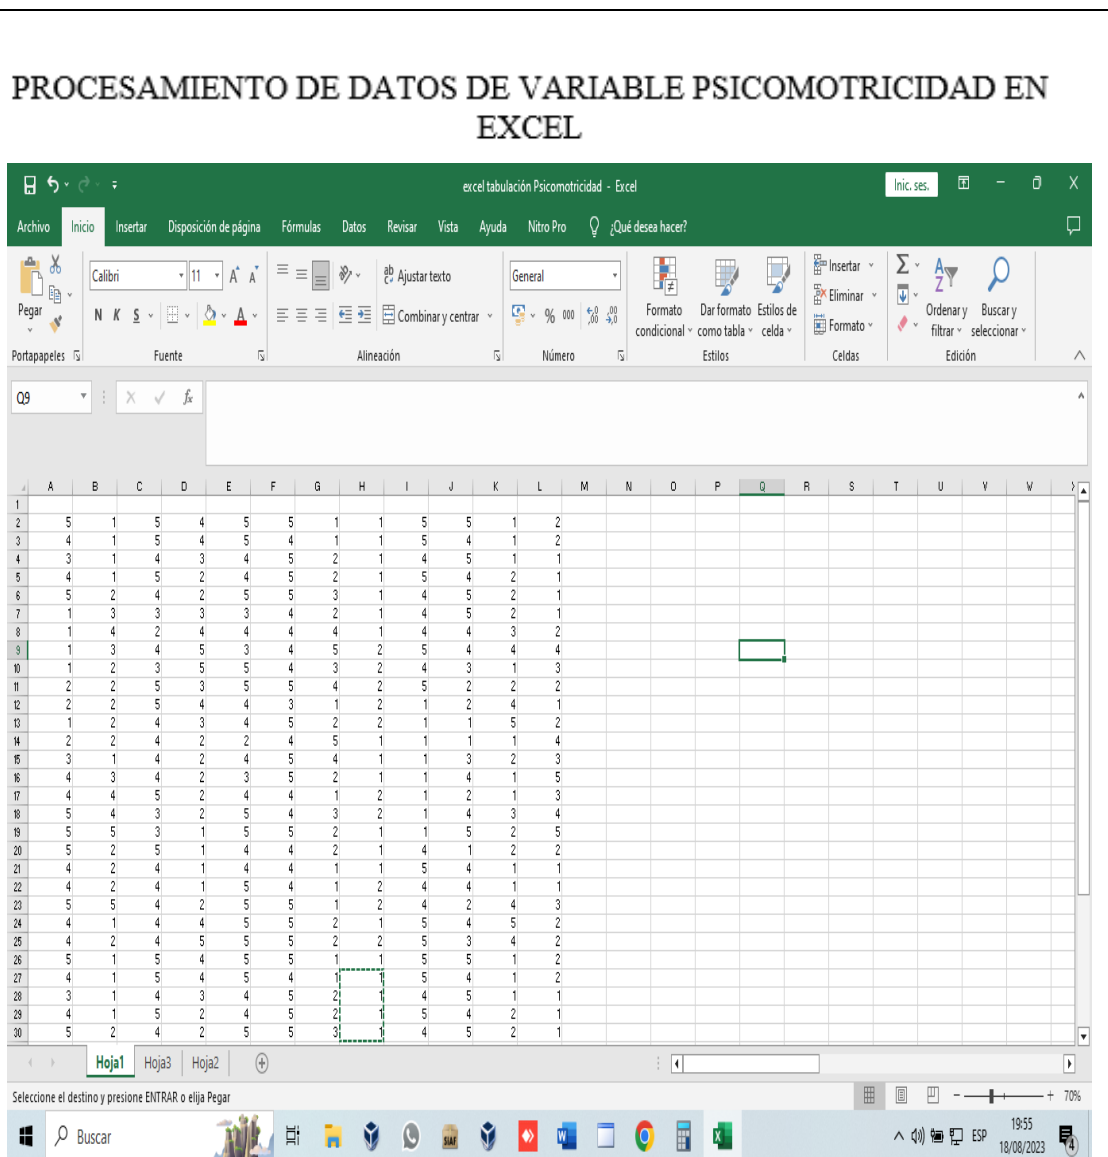 PROCESAMIENTO DE DATOS DE VARIABLE PSICOMOTRICIDAD EN
EXCEL
excel tabulación Psicomotricidad - Excel
Inic. ses.
Archivo Inicio Insertar Disposición de página Fórmulas Datos Revisar Vista Ayuda Nitro Pro ¿Qué desea hacer?
Pegar
Calibri 11
N K S
Ajustar texto
Combinar y centrar
General
% 000
Formato condicional
Dar formato como tabla
Estilos de celda
Insertar
Eliminar
Formato
Ordenar y filtrar
Buscar y seleccionar
Portapapeles Fuente Alineación Número Estilos Celdas Edición
Q9 fx
A B C D E F G H I J K L M N O P Q R S T U V W
1
2 5 1 5 4 5 5 1 1 5 5 1 2
3 4 1 5 4 5 4 1 1 5 4 1 2
4 3 1 4 3 4 5 2 1 4 5 1 1
5 4 1 5 2 4 5 2 1 5 4 2 1
6 5 2 4 2 5 5 3 1 4 5 2 1
7 1 3 3 3 3 4 2 1 4 5 2 1
8 1 4 2 4 4 4 4 1 4 4 3 2
9 1 3 4 5 3 4 5 2 5 4 4 4
10 1 2 3 5 5 4 3 2 4 3 1 3
11 2 2 5 3 5 5 4 2 5 2 2 2
12 2 2 5 4 4 3 1 2 1 2 4 1
13 1 2 4 3 4 5 2 2 1 1 5 2
14 2 2 4 2 2 4 5 1 1 1 1 4
15 3 1 4 2 4 5 4 1 1 3 2 3
16 4 3 4 2 3 5 2 1 1 4 1 5
17 4 4 5 2 4 4 1 2 1 2 1 3
18 5 4 3 2 5 4 3 2 1 4 3 4
19 5 5 3 1 5 5 2 1 1 5 2 5
20 5 2 5 1 4 4 2 1 4 1 2 2
21 4 2 4 1 4 4 1 1 5 4 1 1
22 4 2 4 1 5 4 1 2 4 4 1 1
23 5 5 4 2 5 5 1 2 4 2 4 3
24 4 1 4 4 5 5 2 1 5 4 5 2
25 4 2 4 5 5 5 2 2 5 3 4 2
26 5 1 5 4 5 5 1 1 5 5 1 2
27 4 1 5 4 5 4 1 1 5 4 1 2
28 3 1 4 3 4 5 2 1 4 5 1 1
29 4 1 5 2 4 5 2 1 5 4 2 1
30 5 2 4 2 5 5 3 1 4 5 2 1
Hoja1 Hoja3 Hoja2
Seleccione el destino y presione ENTRAR o elija Pegar
70%
Buscar
SIAF
ESP
19:55
18/08/2023
4